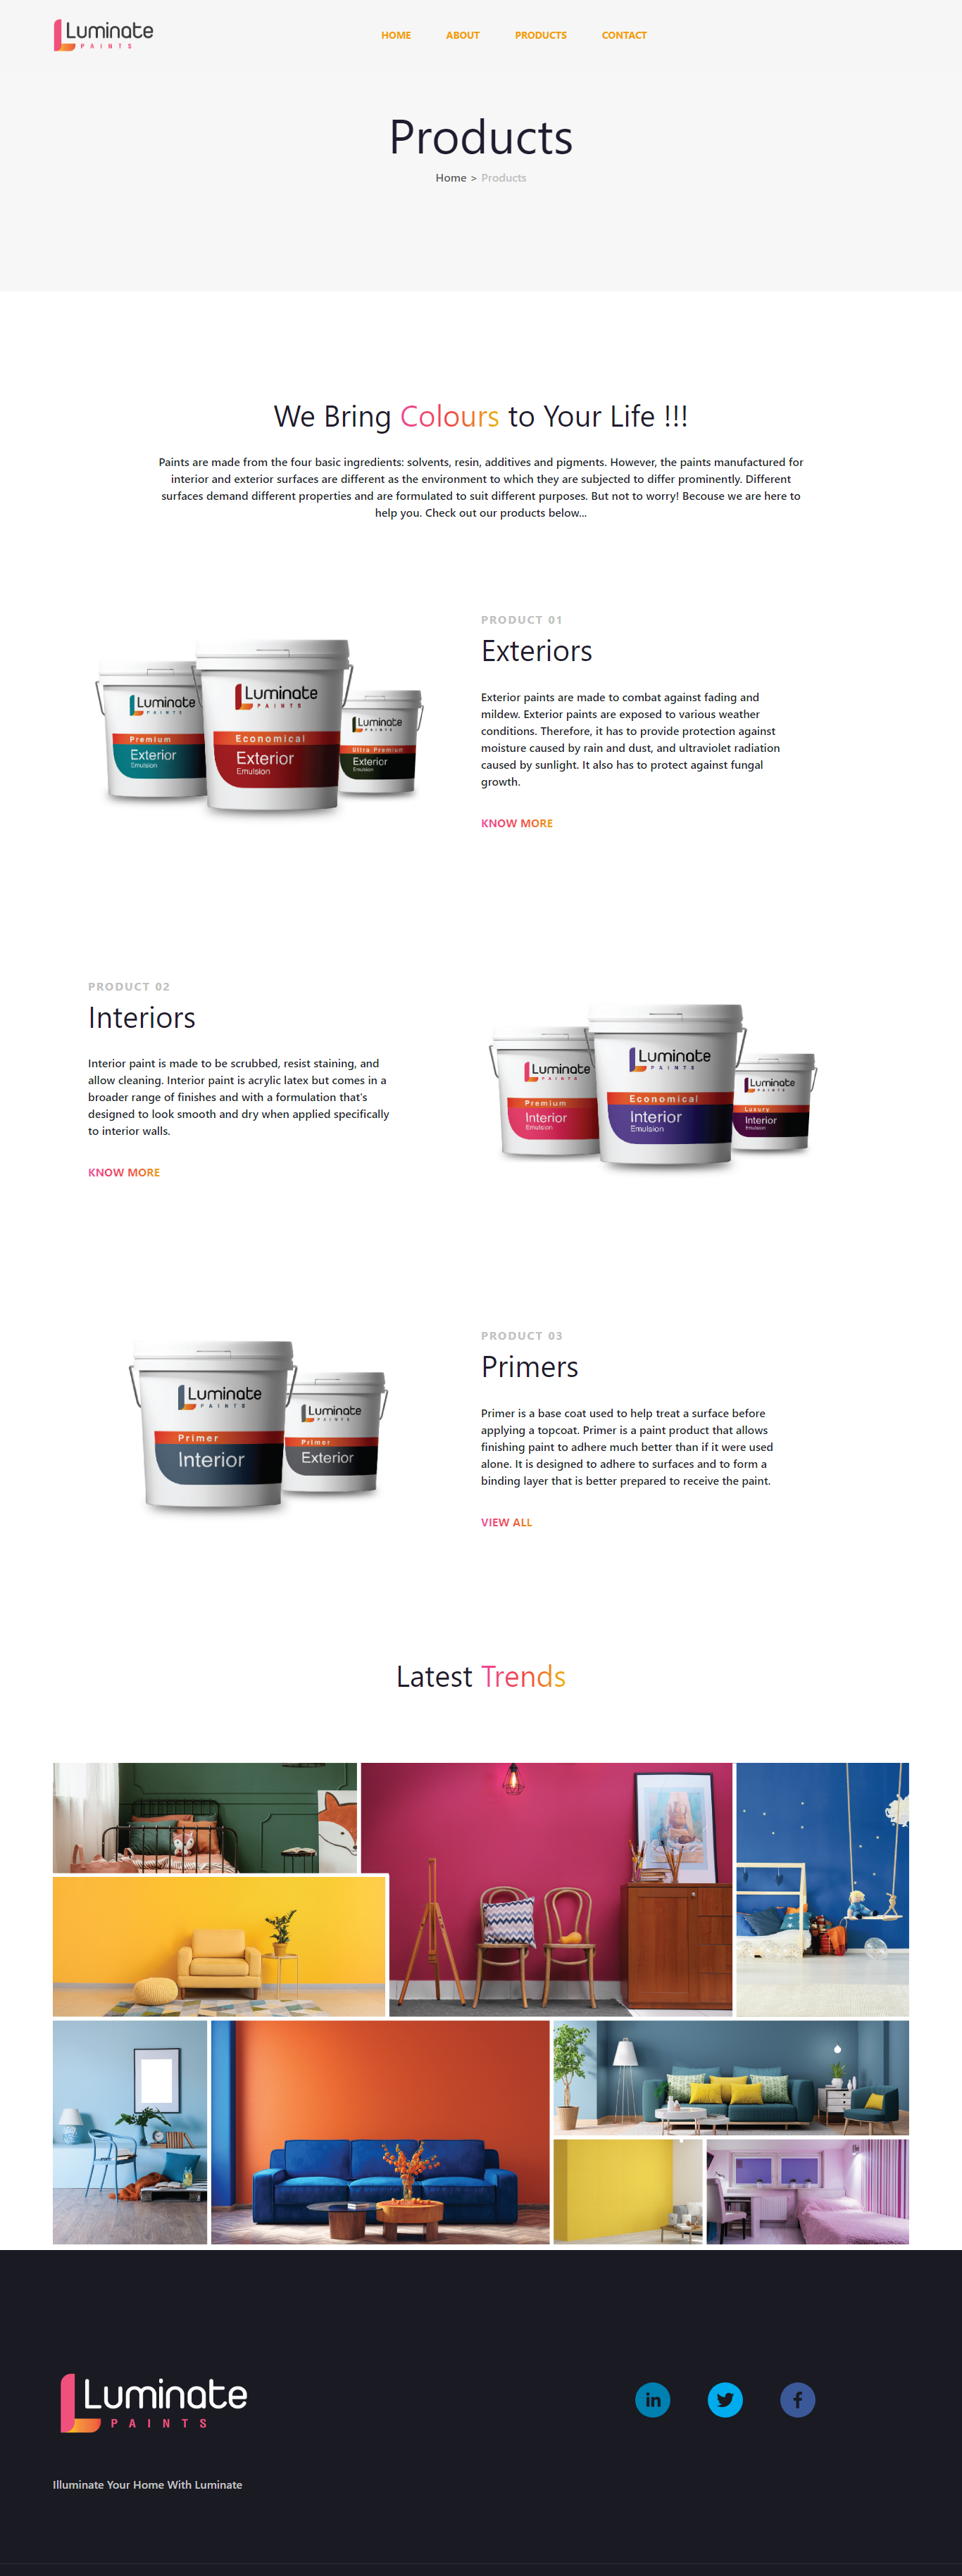 Luminate
PAINTS
HOME ABOUT PRODUCTS CONTACT
Products
Home > Products
We Bring Colours to Your Life !!!
Paints are made from the four basic ingredients: solvents, resin, additives and pigments. However, the paints manufactured for
interior and exterior surfaces are different as the environment to which they are subjected to differ prominently. Different
surfaces demand different properties and are formulated to suit different purposes. But not to worry! Becouse we are here to
help you. Check out our products below...
Luminate
PAINTS
Premium
Exterior
Emulsion
Luminate
PAINTS
Economical
Exterior
Emulsion
Luminate
PAINTS
Ultra Premium
Exterior
Emulsion
PRODUCT 01
Exteriors
Exterior paints are made to combat against fading and
mildew. Exterior paints are exposed to various weather
conditions. Therefore, it has to provide protection against
moisture caused by rain and dust, and ultraviolet radiation
caused by sunlight. It also has to protect against fungal
growth.
KNOW MORE
PRODUCT 02
Interiors
Interior paint is made to be scrubbed, resist staining, and
allow cleaning. Interior paint is acrylic latex but comes in a
broader range of finishes and with a formulation that's
designed to look smooth and dry when applied specifically
to interior walls.
KNOW MORE
Luminate
PAINTS
Premium
Interior
Emulsion
Luminate
PAINTS
Economical
Interior
Emulsion
Luminate
PAINTS
Luxury
Interior
Emulsion
Luminate
PAINTS
Primer
Interior
Luminate
PAINTS
Primer
Exterior
PRODUCT 03
Primers
Primer is a base coat used to help treat a surface before
applying a topcoat. Primer is a paint product that allows
finishing paint to adhere much better than if it were used
alone. It is designed to adhere to surfaces and to form a
binding layer that is better prepared to receive the paint.
VIEW ALL
Latest Trends
Luminate
PAINTS
Illuminate Your Home With Luminate